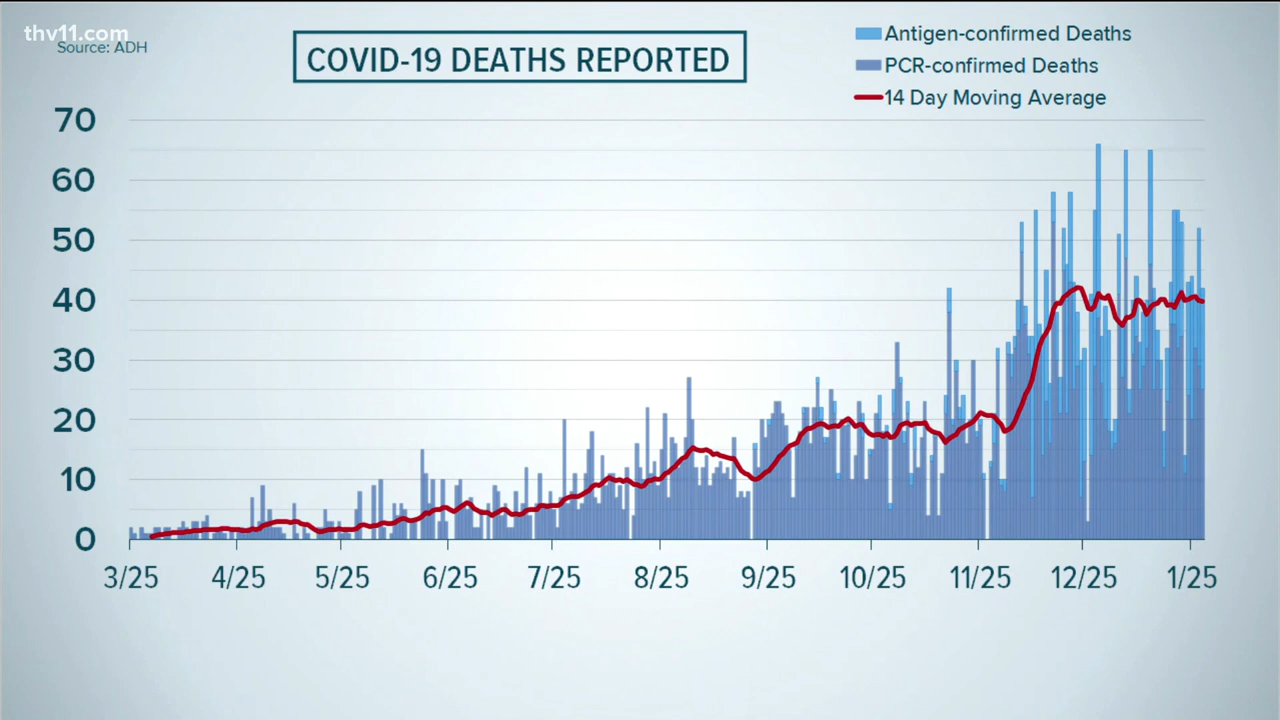 thv11.com
Source: ADH
COVID-19 DEATHS REPORTED
Antigen-confirmed Deaths
PCR-confirmed Deaths
14 Day Moving Average
70
60
50
40
30
20
10
0
3/25 4/25 5/25 6/25 7/25 8/25 9/25 10/25 11/25 12/25 1/25